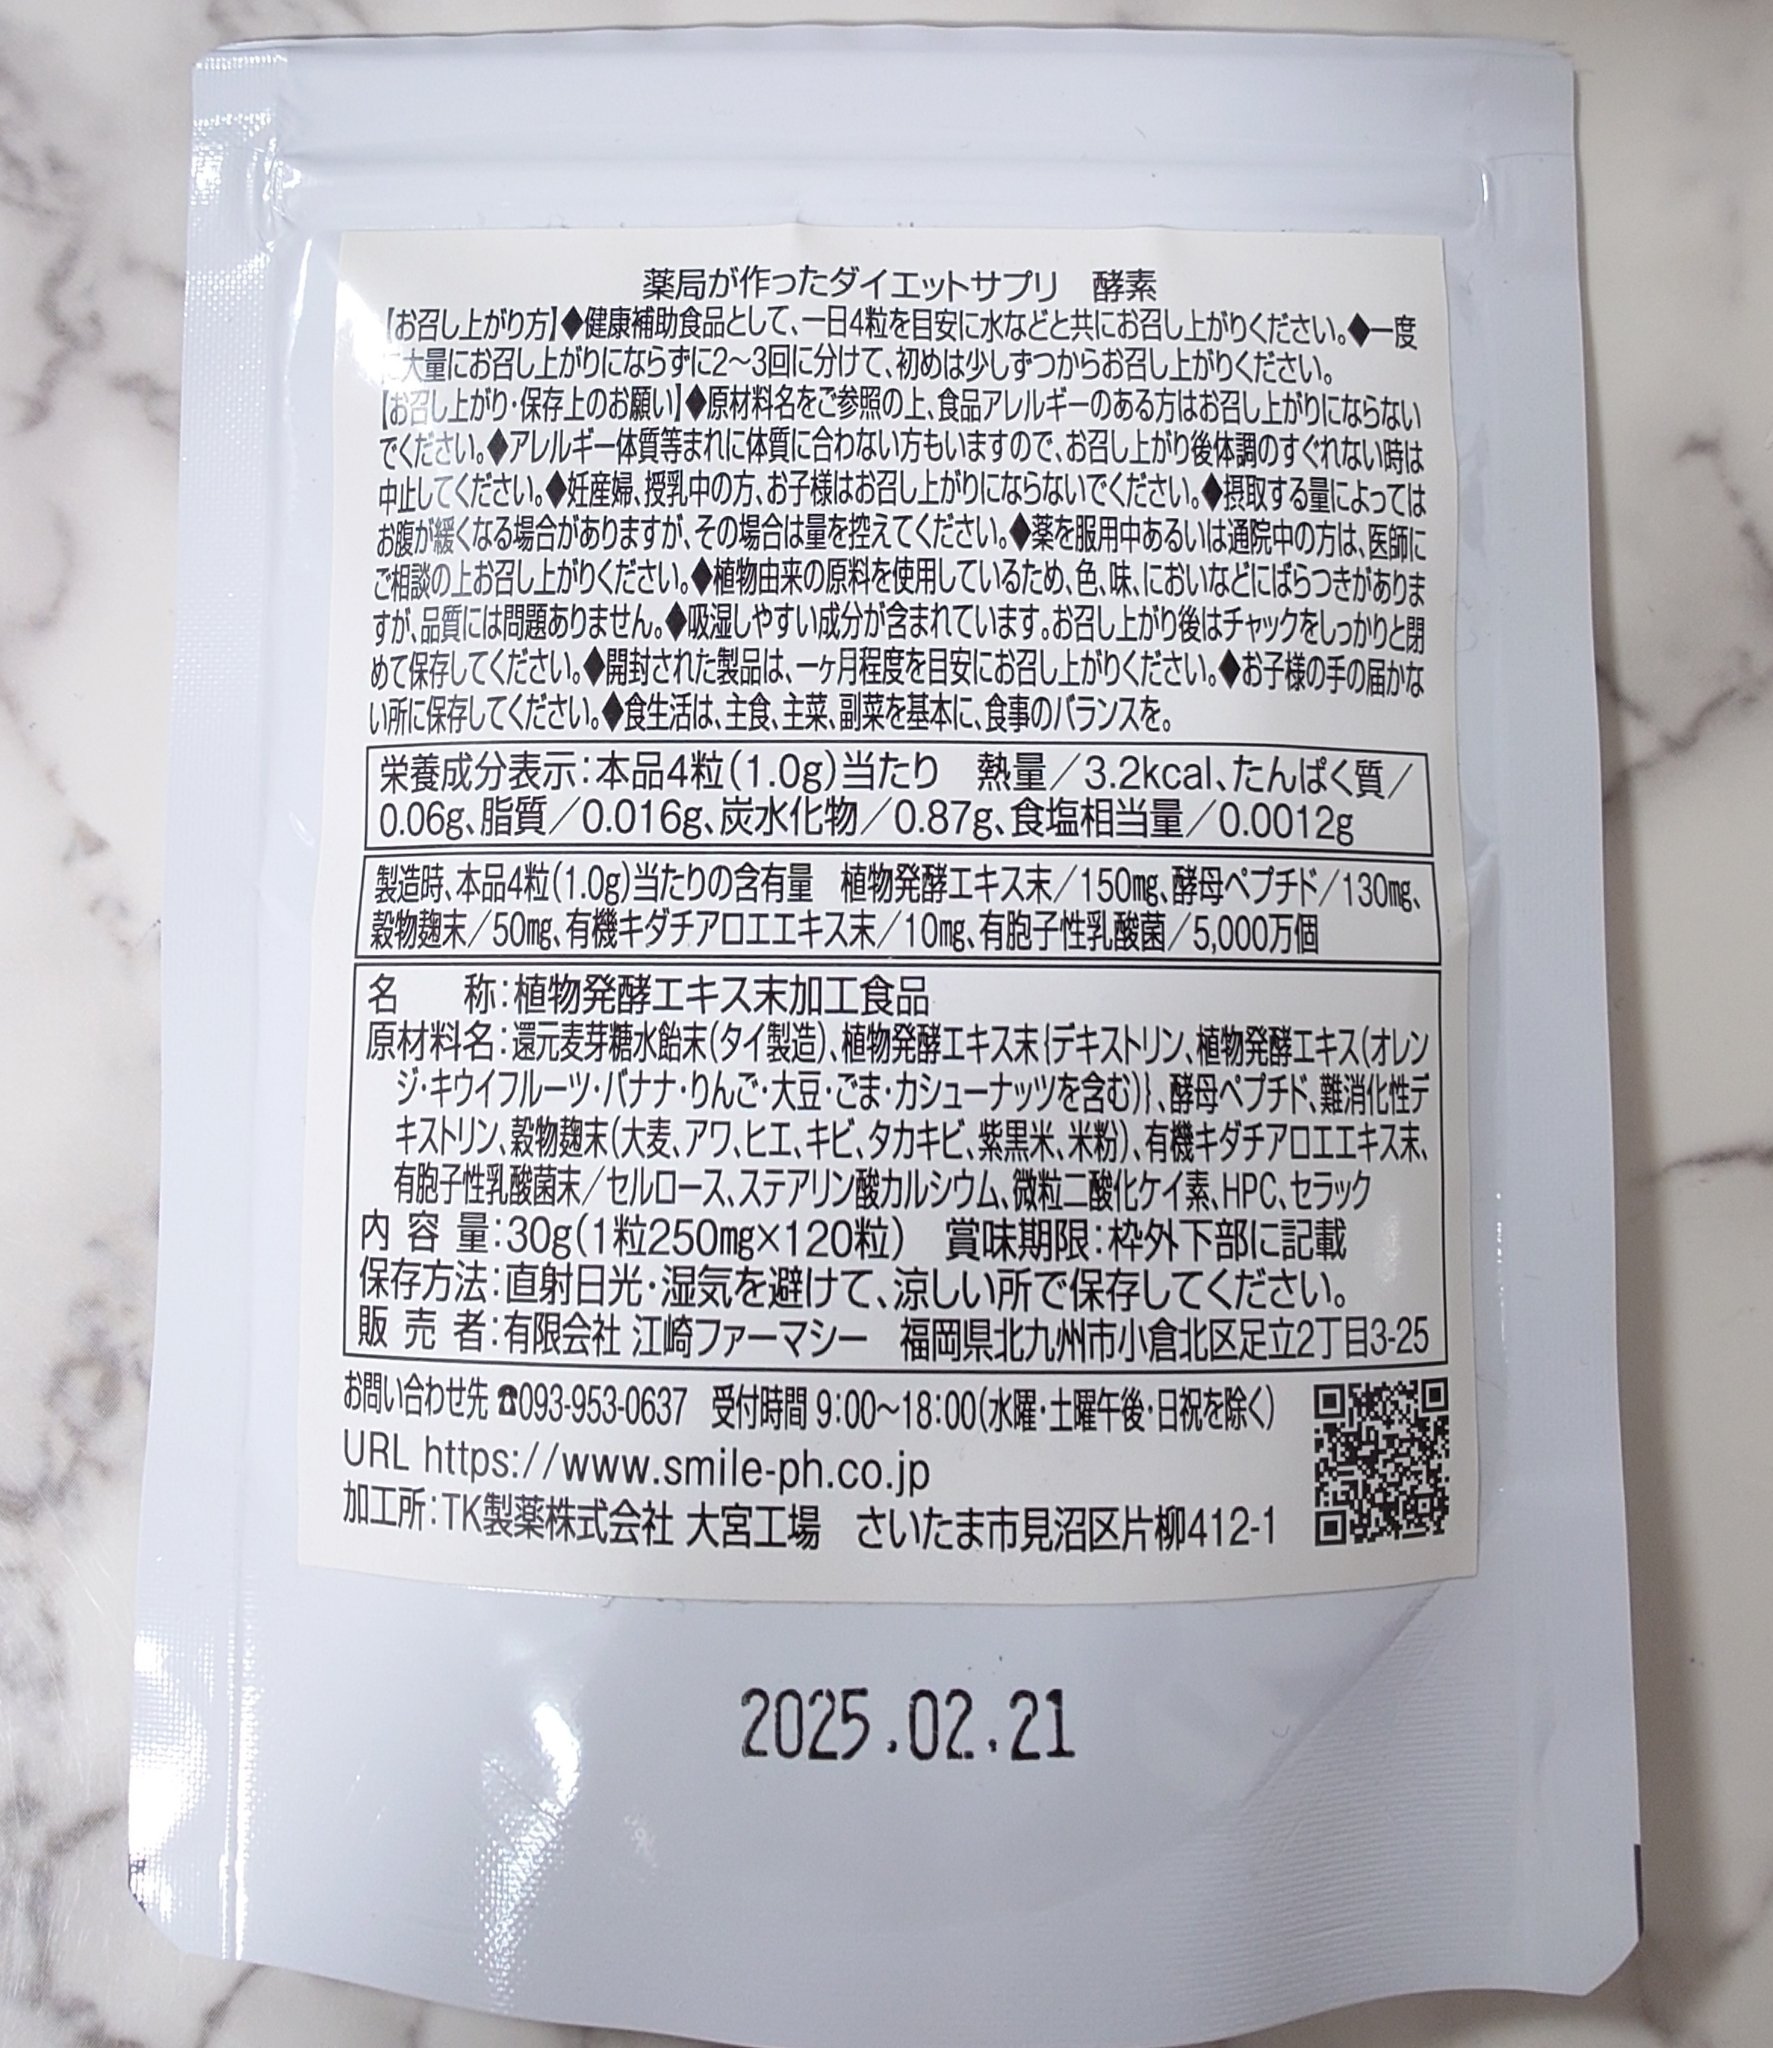 薬局が作ったダイエットサプリ　酵素
【お召し上がり方】◆健康補助食品として、一日4粒を目安に水などと共にお召し上がりください。◆一度
に大量にお召し上がりにならずに2〜3回に分けて、初めは少しずつからお召し上がりください。
【お召し上がり・保存上のお願い】◆原材料名をご参照の上、食品アレルギーのある方はお召し上がりにならない
でください。◆アレルギー体質等まれに体質に合わない方もいますので、お召し上がり後体調のすぐれない時は
中止してください。◆妊産婦、授乳中の方、お子様はお召し上がりにならないでください。◆摂取する量によっては
お腹が緩くなる場合がありますが、その場合は量を控えてください。◆薬を服用中あるいは通院中の方は、医師に
ご相談の上お召し上がりください。◆植物由来の原料を使用しているため、色、味、においなどにばらつきがありま
すが、品質には問題ありません。◆吸湿しやすい成分が含まれています。お召し上がり後はチャックをしっかりと閉
めて保存してください。◆開封された製品は、一ヶ月程度を目安にお召し上がりください。◆お子様の手の届かな
い所に保存してください。◆食生活は、主食、主菜、副菜を基本に、食事のバランスを。
栄養成分表示：本品4粒（1.0g）当たり　熱量／3.2kcal、たんぱく質／
0.06g、脂質／0.016g、炭水化物／0.87g、食塩相当量／0.0012g
製造時、本品4粒（1.0g）当たりの含有量　植物発酵エキス末／150㎎、酵母ペプチド／130㎎、
穀物麹末／50㎎、有機キダチアロエエキス末／10㎎、有胞子性乳酸菌／5,000万個
名　　称：植物発酵エキス末加工食品
原材料名：還元麦芽糖水飴末（タイ製造）、植物発酵エキス末｛デキストリン、植物発酵エキス（オレン
ジ・キウイフルーツ・バナナ・りんご・大豆・ごま・カシューナッツを含む）｝、酵母ペプチド、難消化性デ
キストリン、穀物麹末（大麦、アワ、ヒエ、キビ、タカキビ、紫黒米、米粉）、有機キダチアロエエキス末、
有胞子性乳酸菌末／セルロース、ステアリン酸カルシウム、微粒二酸化ケイ素、HPC、セラック
内 容 量：30g（1粒250㎎×120粒）　賞味期限：枠外下部に記載
保存方法：直射日光・湿気を避けて、涼しい所で保存してください。
販 売 者：有限会社 江崎ファーマシー　福岡県北九州市小倉北区足立2丁目3-25
お問い合わせ先 ☎093-953-0637　受付時間 9：00〜18：00（水曜・土曜午後・日祝を除く）
URL https://www.smile-ph.co.jp
加工所：TK製薬株式会社 大宮工場　さいたま市見沼区片柳412-1
2025.02.21